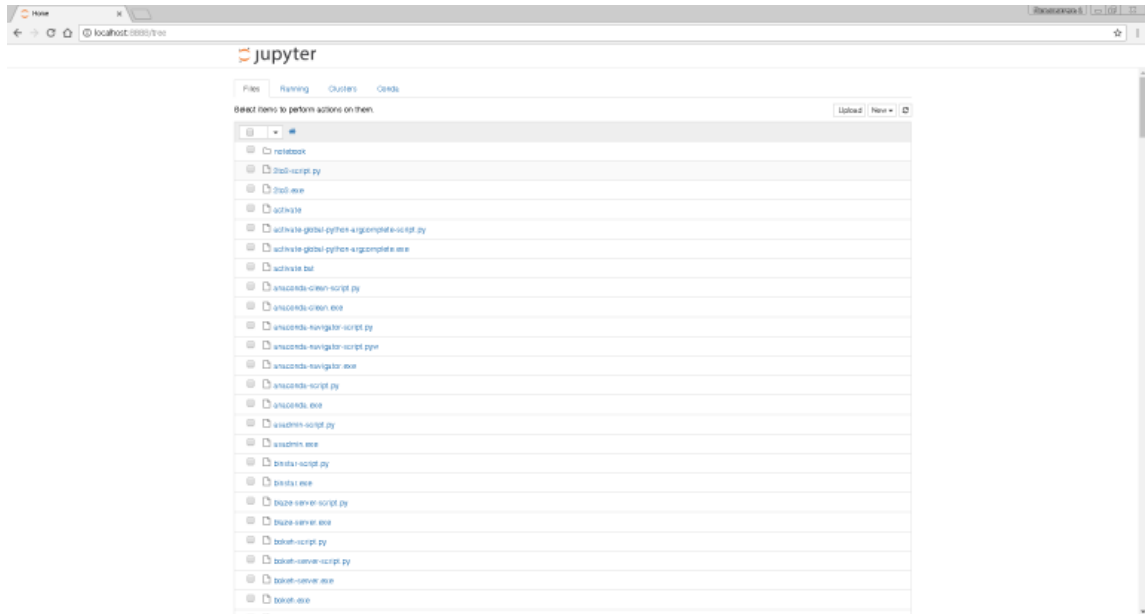 Home
localhost:8888/tree
jupyter
Files Running Clusters Conda
Select items to perform actions on them.
Upload New
notebook
2to3-script.py
2to3.exe
activate
activate-global-python-argcomplete-script.py
activate-global-python-argcomplete.exe
activate.bat
anaconda-clean-script.py
anaconda-clean.exe
anaconda-navigator-script.py
anaconda-navigator-script.pyw
anaconda-navigator.exe
anaconda-script.py
anaconda.exe
asadmin-script.py
asadmin.exe
binstar-script.py
binstar.exe
blaze-server-script.py
blaze-server.exe
bokeh-script.py
bokeh-server-script.py
bokeh-server.exe
bokeh.exe